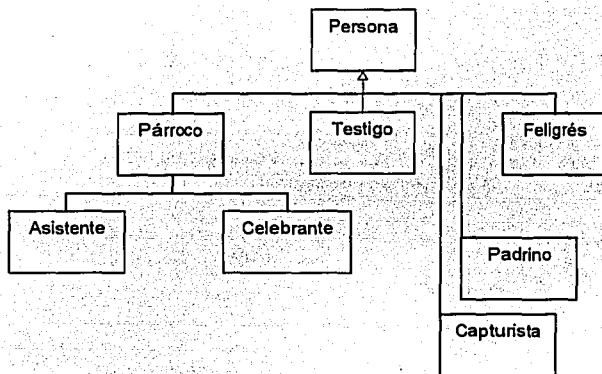 Persona
Párroco
Testigo
Feligrés
Asistente
Celebrante
Padrino
Capturista